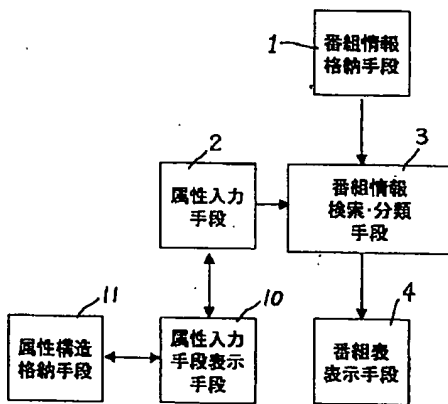 1
番組情報
格納手段
2
属性入力
手段
3
番組情報
検索・分類
手段
11
属性構造
格納手段
10
属性入力
手段表示
手段
4
番組表
表示手段